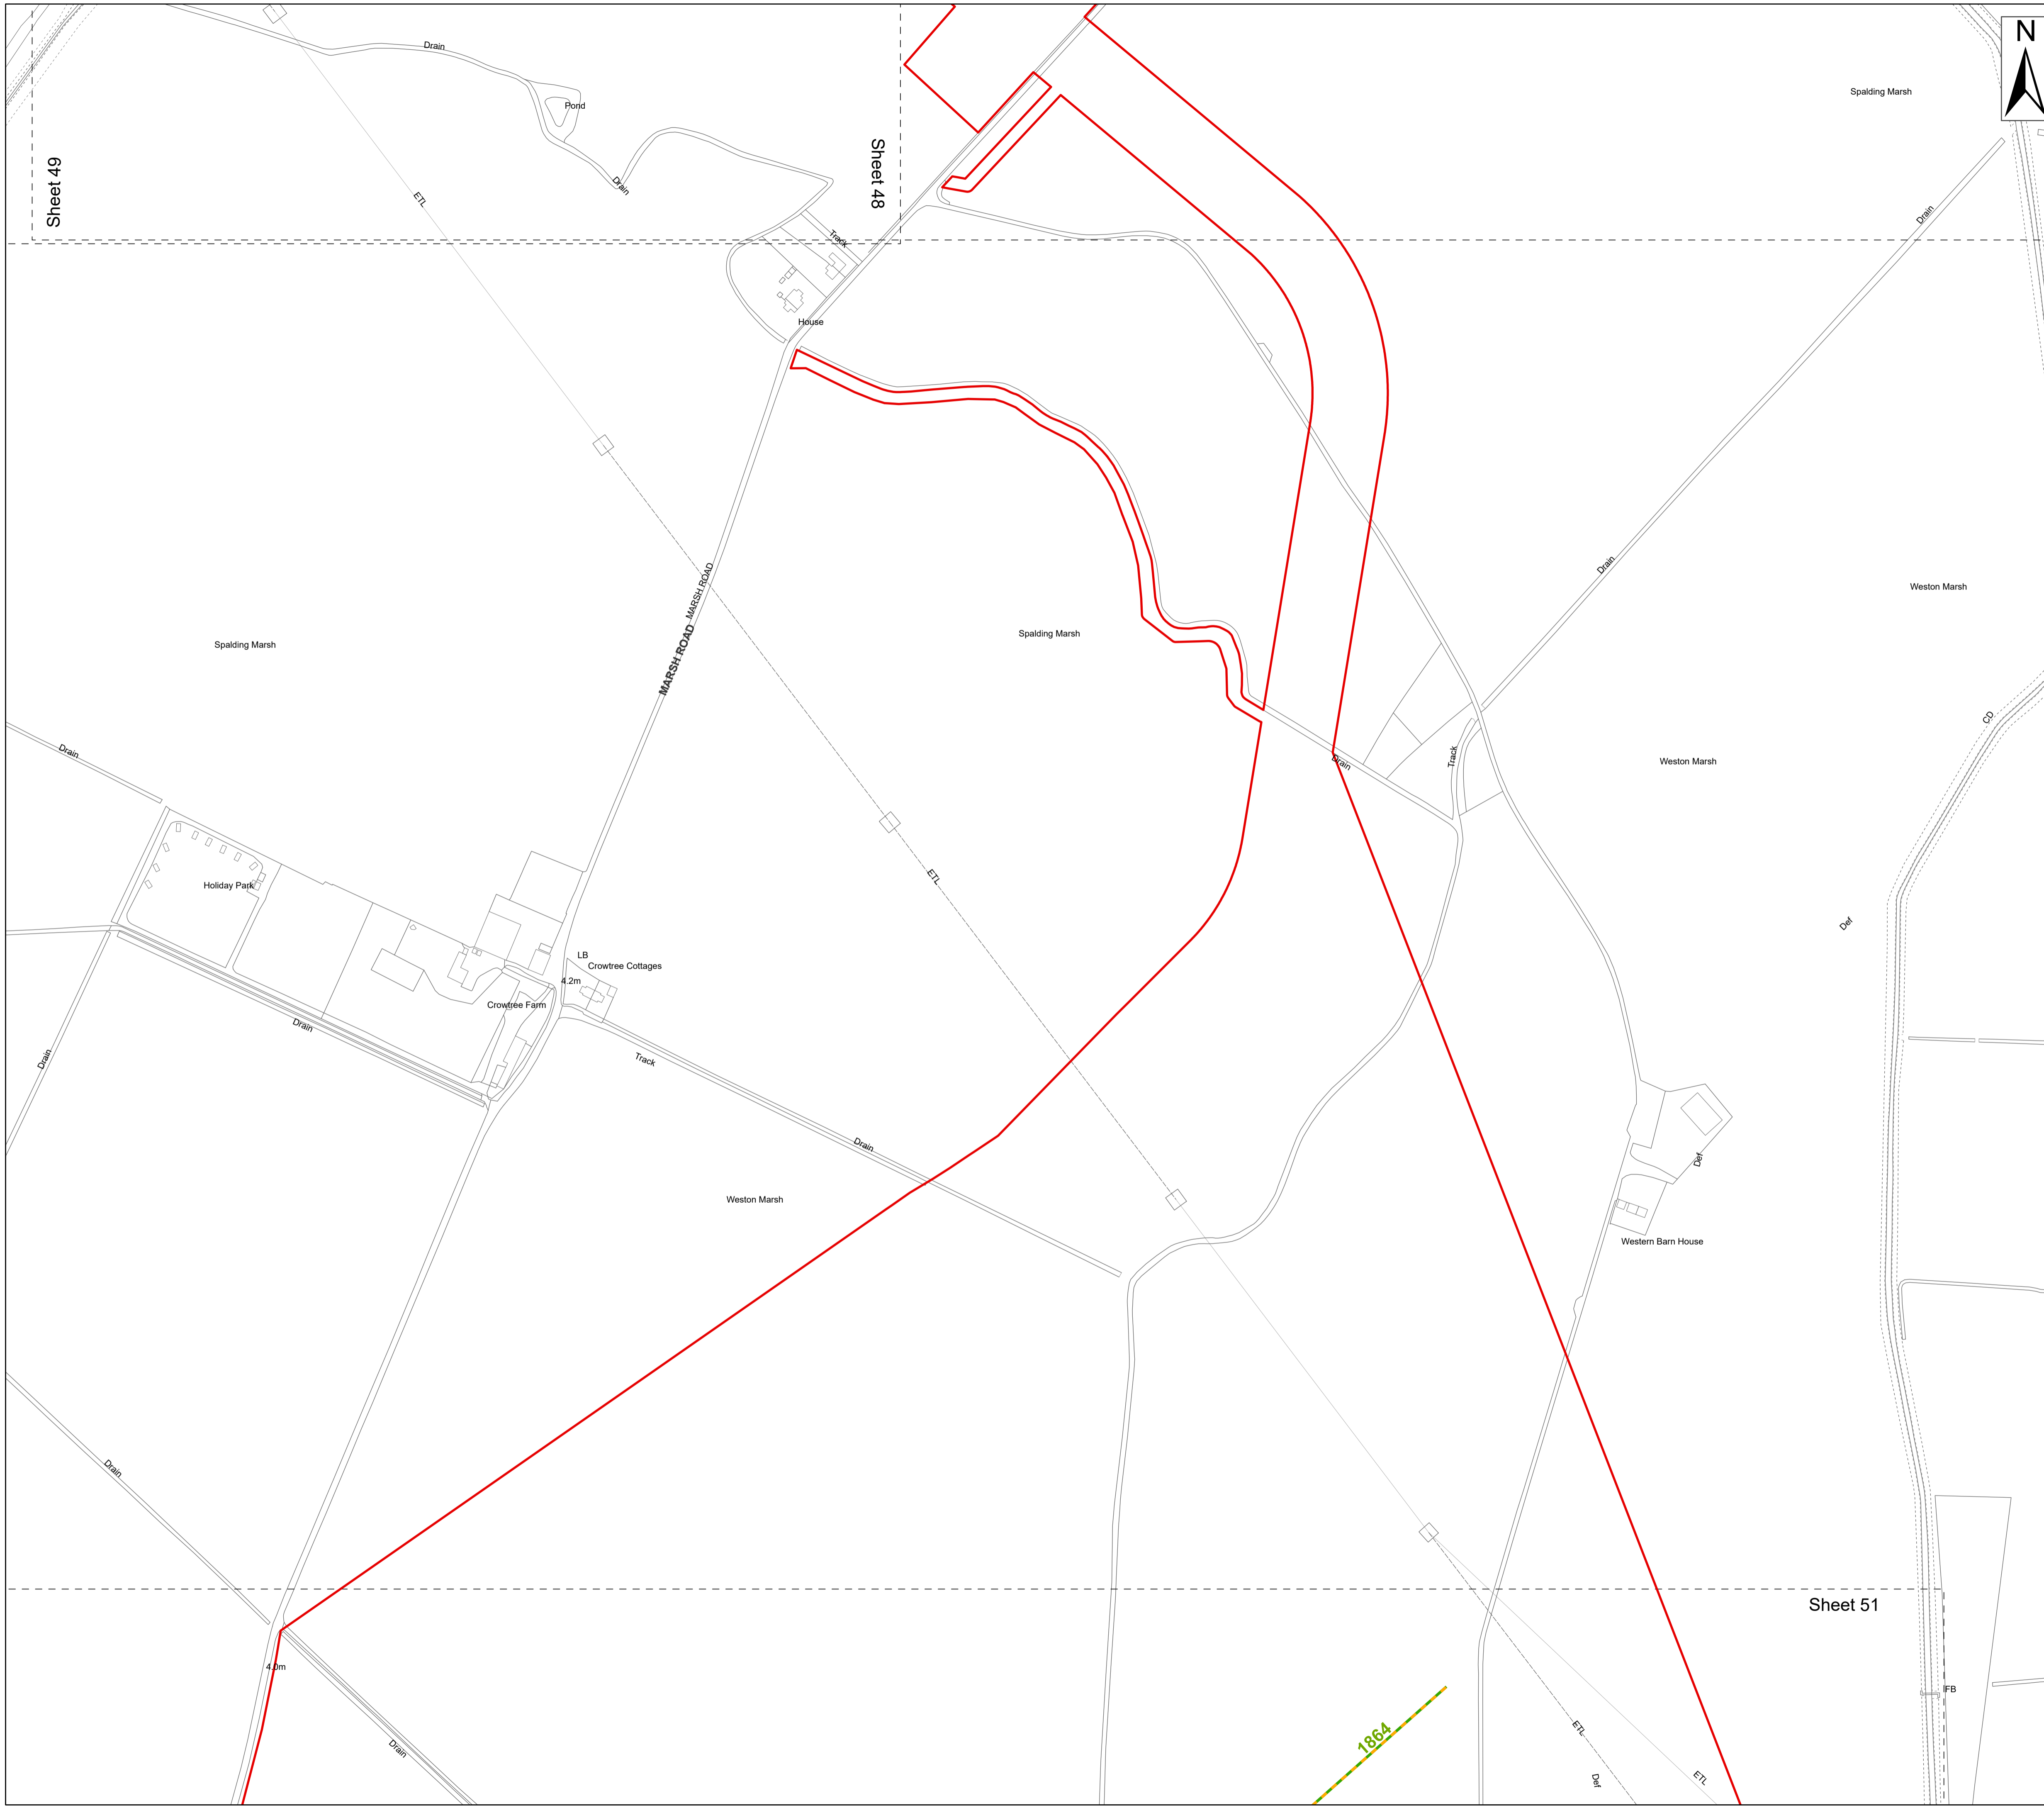 N
Drain
Spalding Marsh
Pond
Sheet 49
Sheet 48
Drain
ETL
Drain
Track
House
Drain
MARSH ROAD
Weston Marsh
Spalding Marsh
Spalding Marsh
MARSH ROAD
CD
Drain
Track
Drain
Weston Marsh
ETL
Holiday Park
Def
LB
Crowtree Cottages
4.2m
Crowtree Farm
Drain
Drain
Track
Drain
Def
Weston Marsh
Western Barn House
Drain
Sheet 51
4.0m
FB
ETL
1864
Drain
ETL
Def